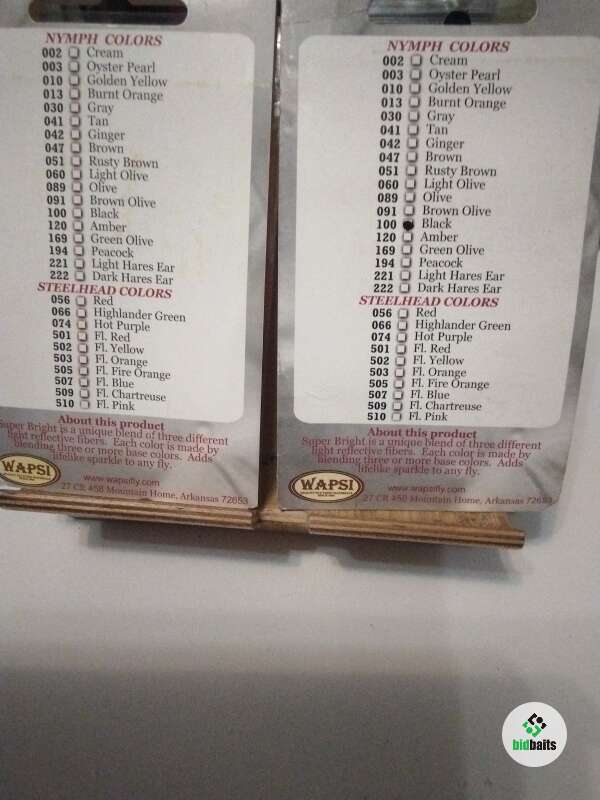 NYMPH COLORS
002 Cream
003 Oyster Pearl
010 Golden Yellow
013 Burnt Orange
030 Gray
041 Tan
042 Ginger
047 Brown
051 Rusty Brown
060 Light Olive
089 Olive
091 Brown Olive
100 Black
120 Amber
169 Green Olive
194 Peacock
221 Light Hares Ear
222 Dark Hares Ear
STEELHEAD COLORS
056 Red
066 Highlander Green
074 Hot Purple
501 Fl. Red
502 Fl. Yellow
503 Fl. Orange
505 Fl. Fire Orange
507 Fl. Blue
509 Fl. Chartreuse
510 Fl. Pink
About this product
Super Bright is a unique blend of three different
light reflective fibers. Each color is made by
blending three or more base colors. Adds
lifelike sparkle to any fly.
WAPSI
www.wapsifly.com
27 CR 458 Mountain Home, Arkansas 72653
NYMPH COLORS
002 Cream
003 Oyster Pearl
010 Golden Yellow
013 Burnt Orange
030 Gray
041 Tan
042 Ginger
047 Brown
051 Rusty Brown
060 Light Olive
089 Olive
091 Brown Olive
100 Black
120 Amber
169 Green Olive
194 Peacock
221 Light Hares Ear
222 Dark Hares Ear
STEELHEAD COLORS
056 Red
066 Highlander Green
074 Hot Purple
501 Fl. Red
502 Fl. Yellow
503 Fl. Orange
505 Fl. Fire Orange
507 Fl. Blue
509 Fl. Chartreuse
510 Fl. Pink
About this product
Super Bright is a unique blend of three different
light reflective fibers. Each color is made by
blending three or more base colors. Adds
lifelike sparkle to any fly.
WAPSI
www.wapsifly.com
27 CR 458 Mountain Home, Arkansas 72653
bidbaits